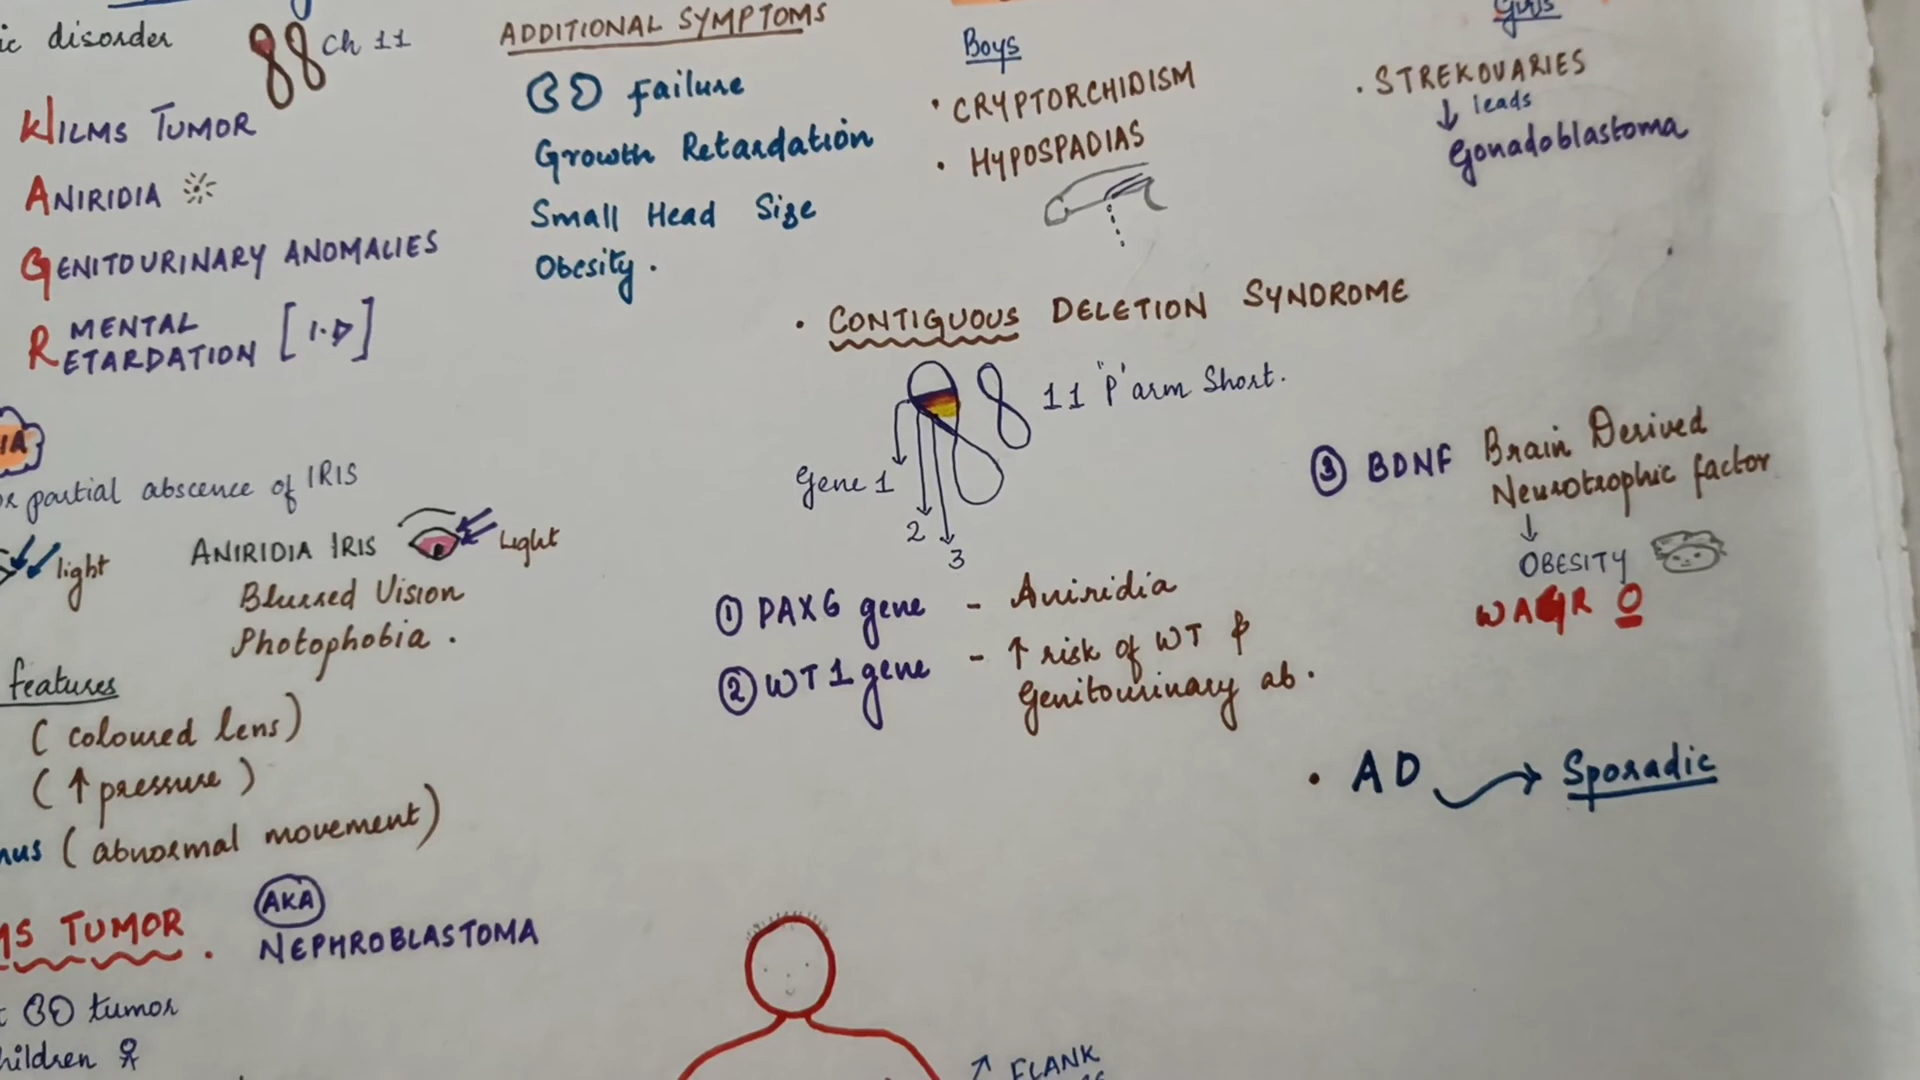 ic disorder
Ch 11
WILMS TUMOR
ANIRIDIA
GENITOURINARY ANOMALIES
MENTAL
RETARDATION [I.D]
ADDITIONAL SYMPTOMS
Failure
Growth Retardation
Small Head Size
Obesity.
Boys
• CRYPTORCHIDISM
• HYPOSPADIAS
Girls
• STREKOVARIES
↓ leads
Gonadoblastoma
• CONTIGUOUS DELETION SYNDROME
11 "P' arm Short.
Gene 1
2
3
① PAX6 gene - Aniridia
② WT1 gene - ↑ risk of WT &
Genitourinary ab.
③ BDNF Brain Derived
Neurotrophic factor
↓
OBESITY
WAGR O
• AD → Sporadic
IA
partial abscence of IRIS
light
ANIRIDIA IRIS
Light
Blurred Vision
Photophobia.
features
(coloured lens)
(↑ pressure)
nus (abnormal movement)
MS TUMOR.
AKA
NEPHROBLASTOMA
tumor
hildren
↗ FLANK